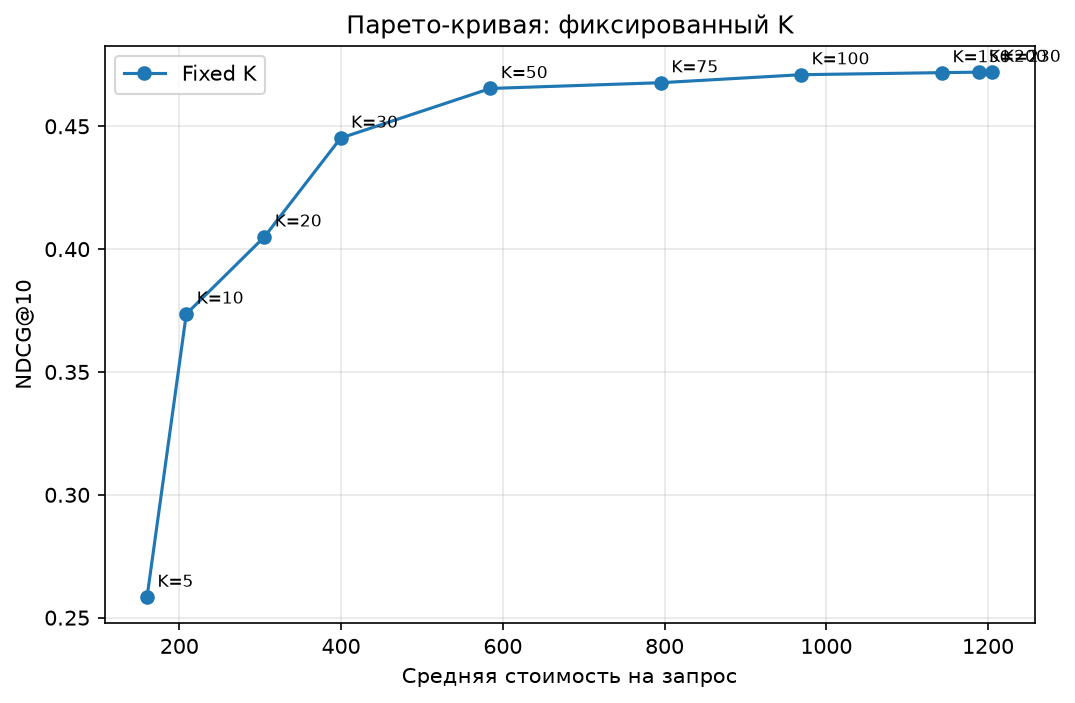 Парето-кривая: фиксированный K
Fixed K
NDCG@10
0.45
0.40
0.35
0.30
0.25
K=5
K=10
K=20
K=30
K=50
K=75
K=100
200
400
600
800
1000
1200
Средняя стоимость на запрос